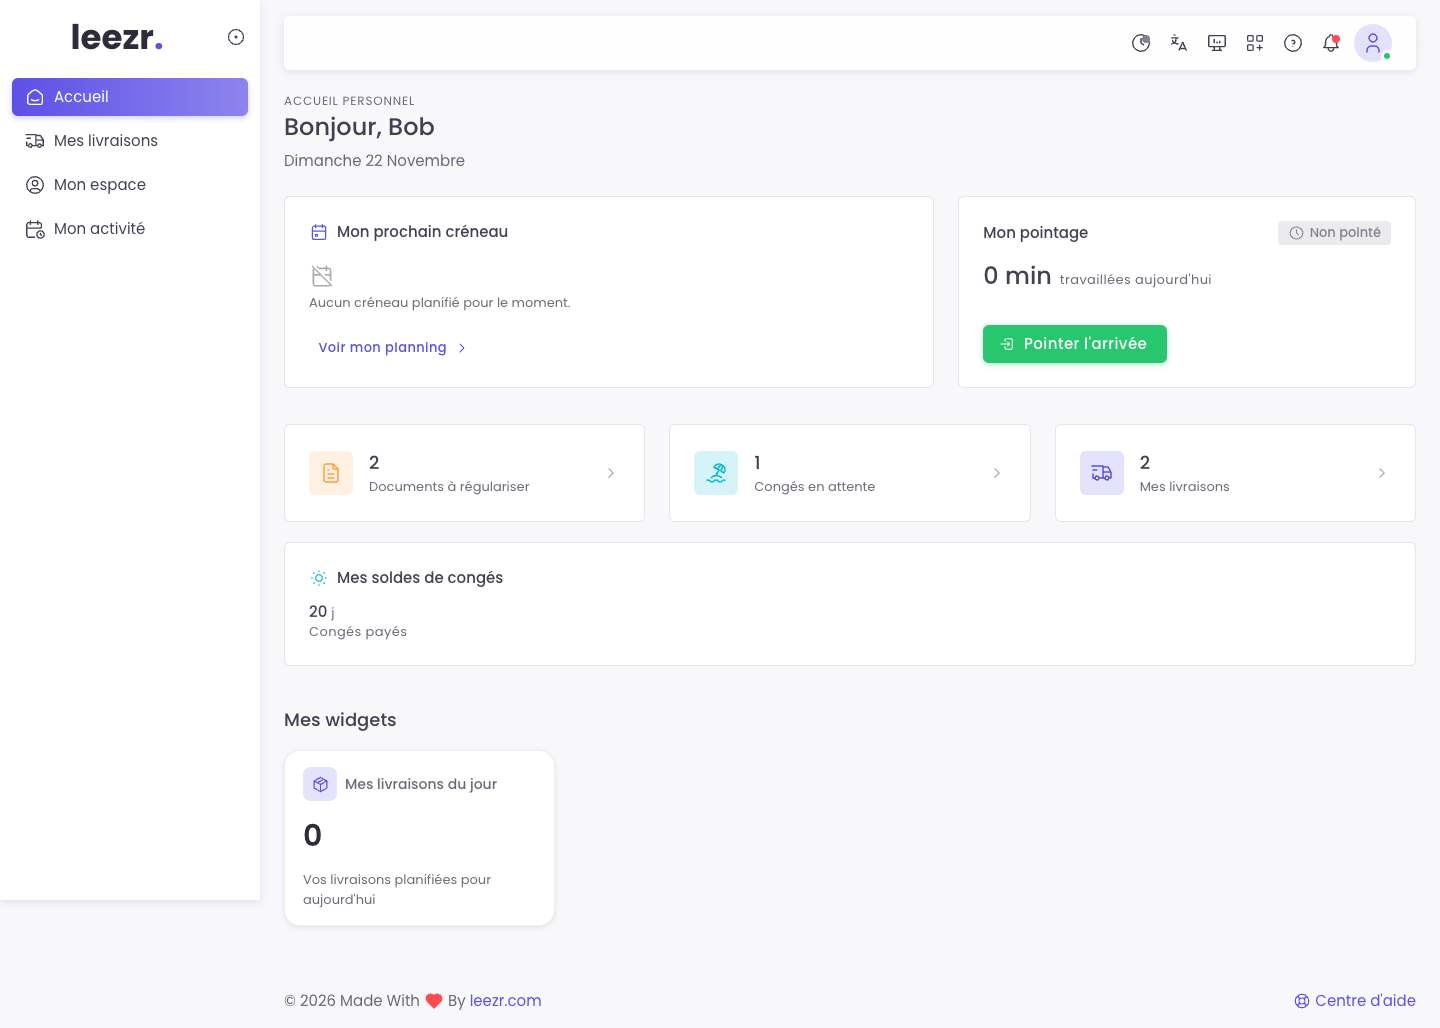 leezr.
Accueil
Mes livraisons
Mon espace
Mon activité
ACCUEIL PERSONNEL
Bonjour, Bob
Dimanche 22 Novembre
Mon prochain créneau
Aucun créneau planifié pour le moment.
Voir mon planning
Mon pointage
Non pointé
0 min travaillées aujourd'hui
Pointer l'arrivée
2
Documents à régulariser
1
Congés en attente
2
Mes livraisons
Mes soldes de congés
20 j
Congés payés
Mes widgets
Mes livraisons du jour
0
Vos livraisons planifiées pour
aujourd'hui
© 2026 Made With By leezr.com
Centre d'aide